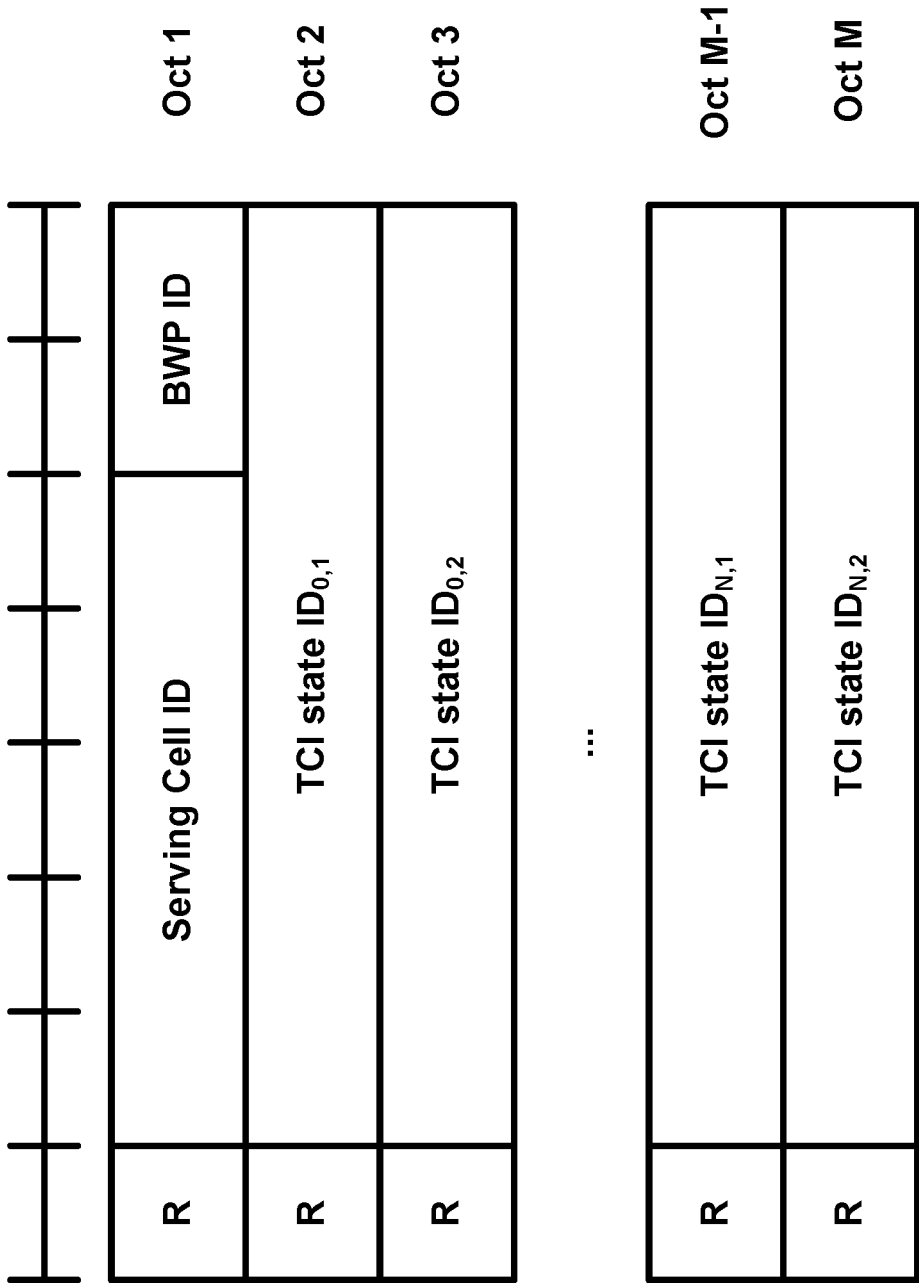 R Serving Cell ID BWP ID Oct 1
R TCI state ID0,1 Oct 2
R TCI state ID0,2 Oct 3
...
R TCI state IDN,1 Oct M-1
R TCI state IDN,2 Oct M